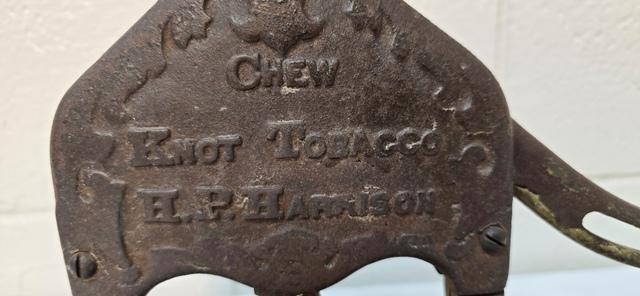 CHEW
KNOT TOBACCO
H.P. HARRISON